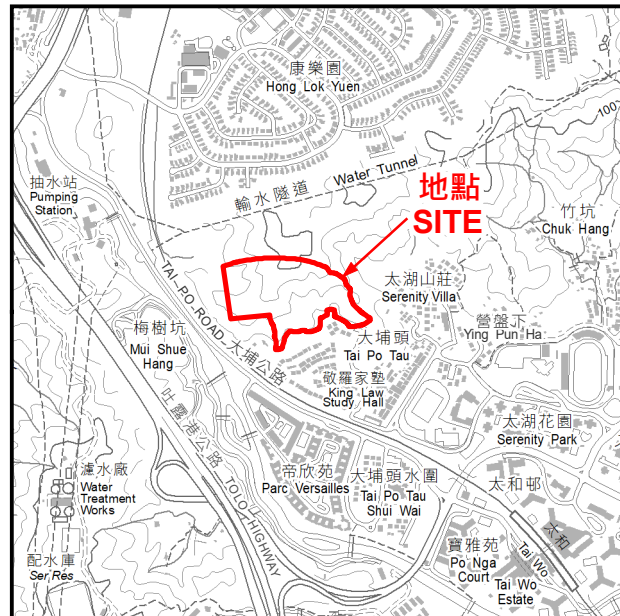 康樂園
Hong Lok Yuen
100
Water Tunnel
輸水隧道
抽水站
Pumping
Station
地點
SITE
竹坑
Chuk Hang
太湖山莊
Serenity Villa
營盤下
Ying Pun Ha
TAI PO ROAD 大埔公路
梅樹坑
Mui Shue
Hang
大埔頭
Tai Po Tau
敬羅家塾
King Law
Study Hall
吐露港公路
TOLO HIGHWAY
太湖花園
Serenity Park
濾水廠
Water
Treatment
Works
帝欣苑
Parc Versailles
大埔頭水圍
Tai Po Tau
Shui Wai
太和邨
太和
Tai Wo
配水庫
Ser Res
寶雅苑
Po Nga
Court
Tai Wo
Estate